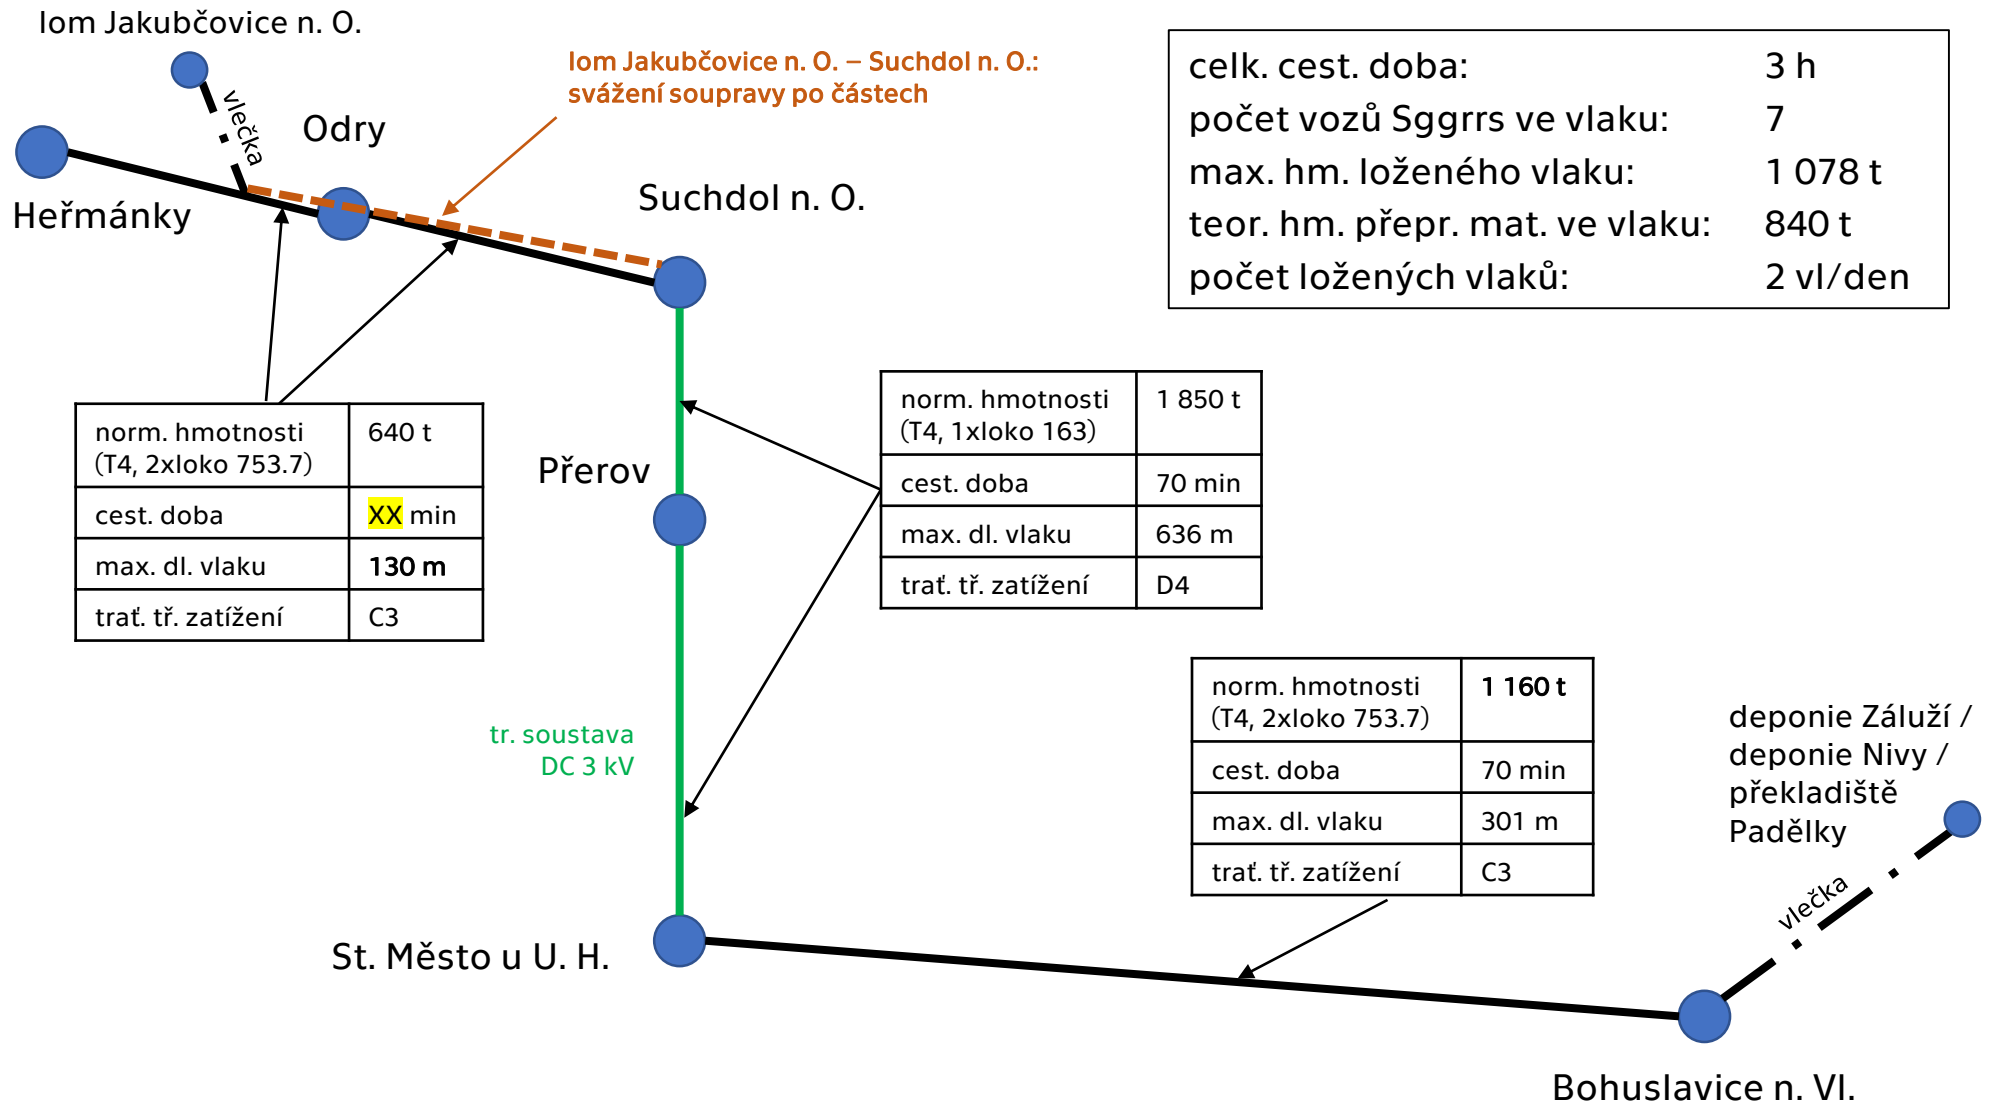 lom Jakubčovice n. O.
vlečka
Odry
Heřmánky
lom Jakubčovice n. O. – Suchdol n. O.:
svážení soupravy po částech
Suchdol n. O.
celk. cest. doba: 3 h
počet vozů Sggrrs ve vlaku: 7
max. hm. loženého vlaku: 1 078 t
teor. hm. přepr. mat. ve vlaku: 840 t
počet ložených vlaků: 2 vl/den
norm. hmotnosti 640 t
(T4, 2xloko 753.7)
cest. doba XX min
max. dl. vlaku 130 m
trať. tř. zatížení C3
Přerov
norm. hmotnosti 1 850 t
(T4, 1xloko 163)
cest. doba 70 min
max. dl. vlaku 636 m
trať. tř. zatížení D4
tr. soustava
DC 3 kV
norm. hmotnosti 1 160 t
(T4, 2xloko 753.7)
cest. doba 70 min
max. dl. vlaku 301 m
trať. tř. zatížení C3
deponie Záluží /
deponie Nivy /
překladiště
Padělky
vlečka
St. Město u U. H.
Bohuslavice n. Vl.